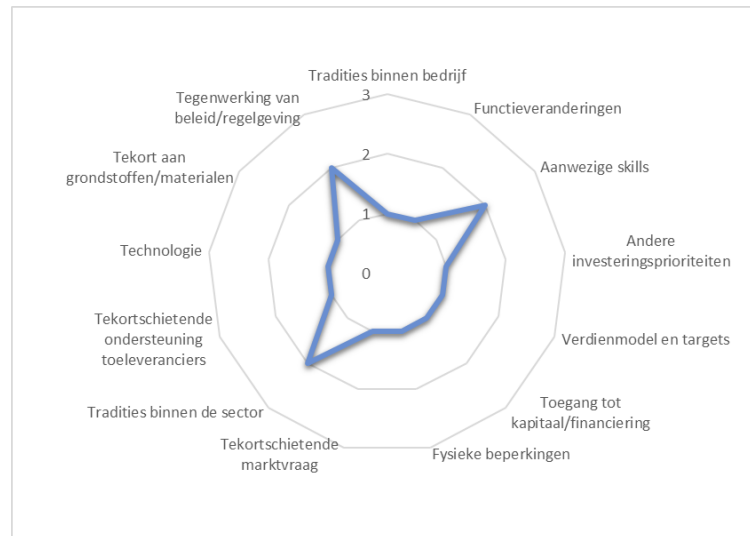 Tradities binnen bedrijf
Functieveranderingen
Aanwezige skills
Andere
investeringsprioriteiten
Verdienmodel en targets
Toegang tot
kapitaal/financiering
Fysieke beperkingen
Tekortschietende
marktvraag
Tradities binnen de sector
Tekortschietende
ondersteuning
toeleveranciers
Technologie
Tekort aan
grondstoffen/materialen
Tegenwerking van
beleid/regelgeving
3
2
1
0